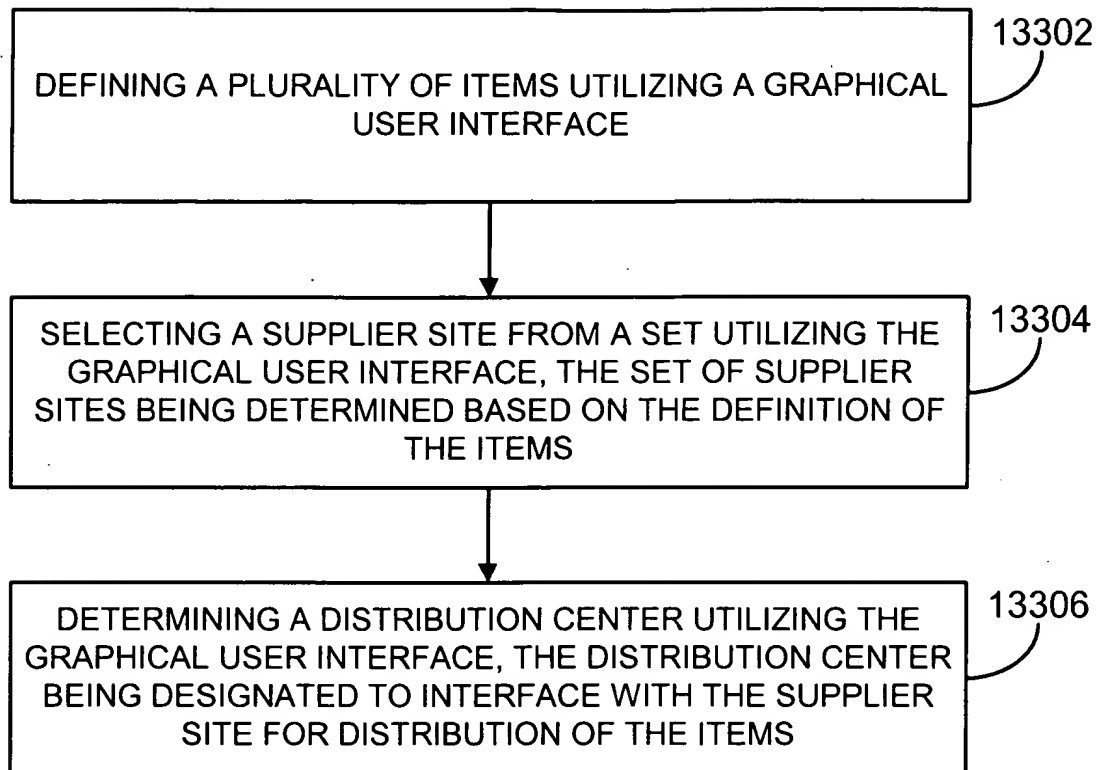 13302
DEFINING A PLURALITY OF ITEMS UTILIZING A GRAPHICAL
USER INTERFACE
13304
SELECTING A SUPPLIER SITE FROM A SET UTILIZING THE
GRAPHICAL USER INTERFACE, THE SET OF SUPPLIER
SITES BEING DETERMINED BASED ON THE DEFINITION OF
THE ITEMS
13306
DETERMINING A DISTRIBUTION CENTER UTILIZING THE
GRAPHICAL USER INTERFACE, THE DISTRIBUTION CENTER
BEING DESIGNATED TO INTERFACE WITH THE SUPPLIER
SITE FOR DISTRIBUTION OF THE ITEMS